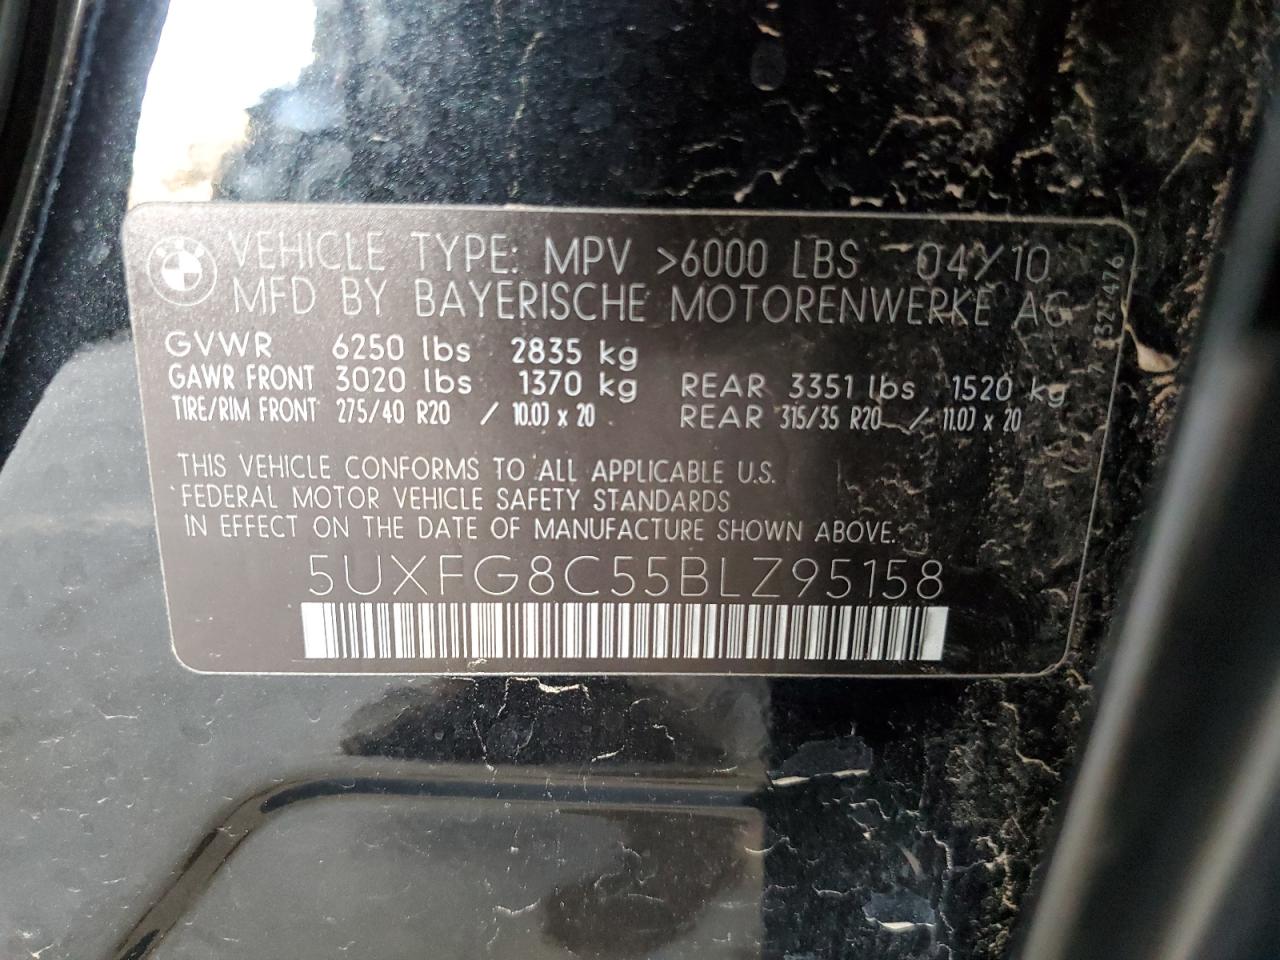 VEHICLE TYPE: MPV >6000 LBS 04/10
MFD BY BAYERISCHE MOTORENWERKE AG
GVWR 6250 lbs 2835 kg
GAWR FRONT 3020 lbs 1370 kg REAR 3351 lbs 1520 kg
TIRE/RIM FRONT 275/40 R20 / 10.0J x 20 REAR 315/35 R20 / 11.0J x 20
THIS VEHICLE CONFORMS TO ALL APPLICABLE U.S.
FEDERAL MOTOR VEHICLE SAFETY STANDARDS
IN EFFECT ON THE DATE OF MANUFACTURE SHOWN ABOVE.
5UXFG8C55BLZ95158